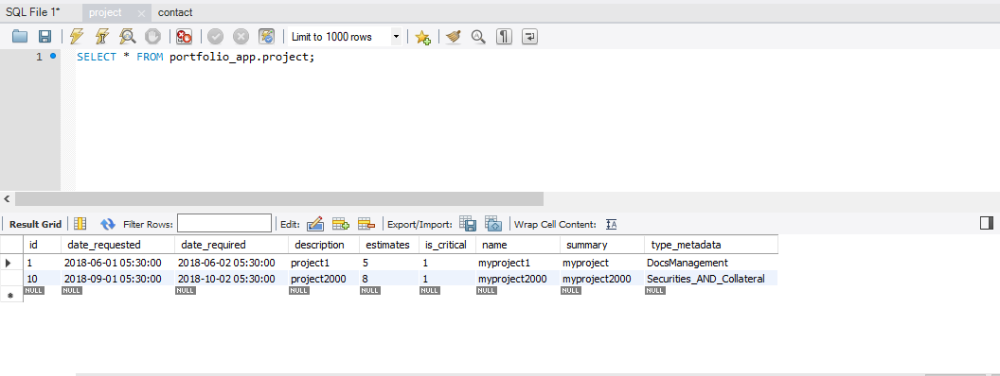 SQL File 1* project contact
Limit to 1000 rows
1 SELECT * FROM portfolio_app.project;
Result Grid Filter Rows: Edit: Export/Import: Wrap Cell Content: IA
id date_requested date_required description estimates is_critical name summary type_metadata
1 2018-06-01 05:30:00 2018-06-02 05:30:00 project1 5 1 myproject1 myproject DocsManagement
10 2018-09-01 05:30:00 2018-10-02 05:30:00 project2000 8 1 myproject2000 myproject2000 Securities_AND_Collateral
NULL NULL NULL NULL NULL NULL NULL NULL NULL